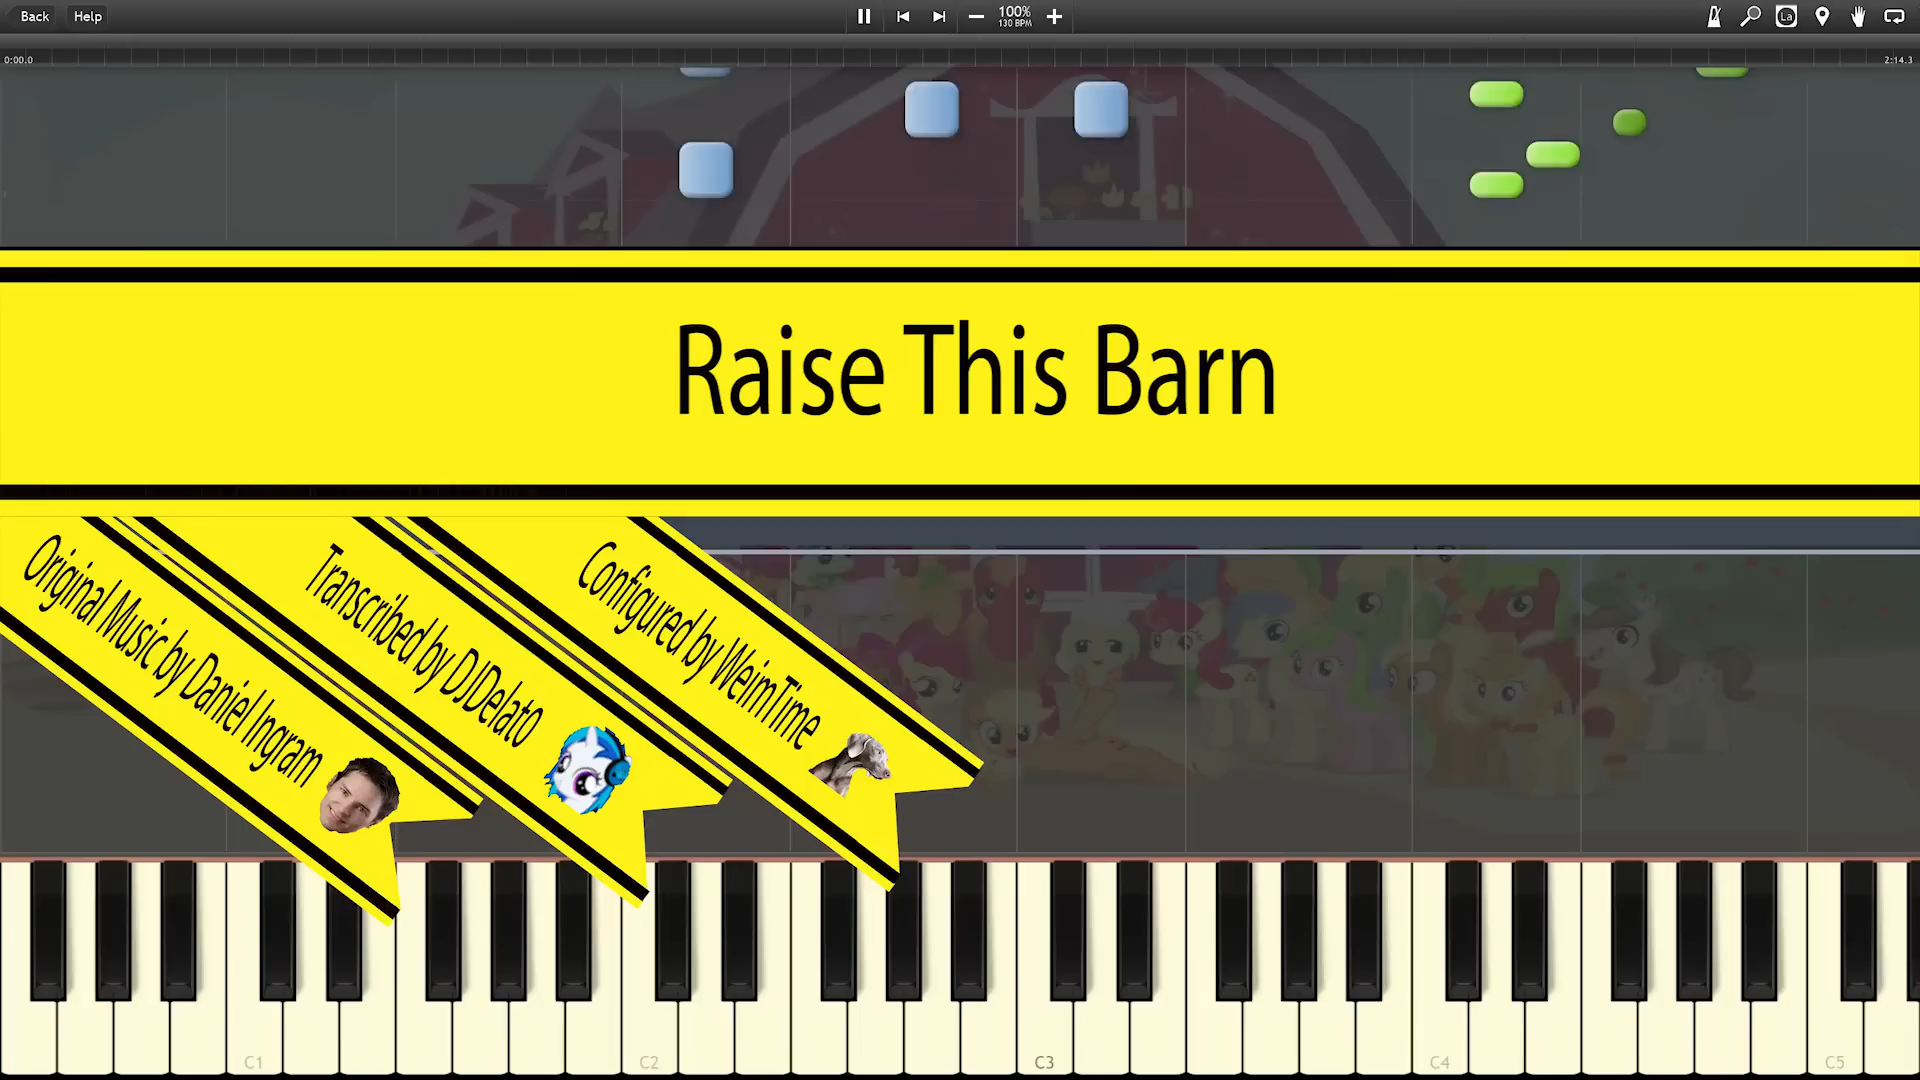 Back Help
100%
130 BPM
La
0:00.0
2:14.3
Raise This Barn
Original Music by Daniel Ingram
Transcribed by DJDelato
Configured by WeimTime
C1 C2 C3 C4 C5